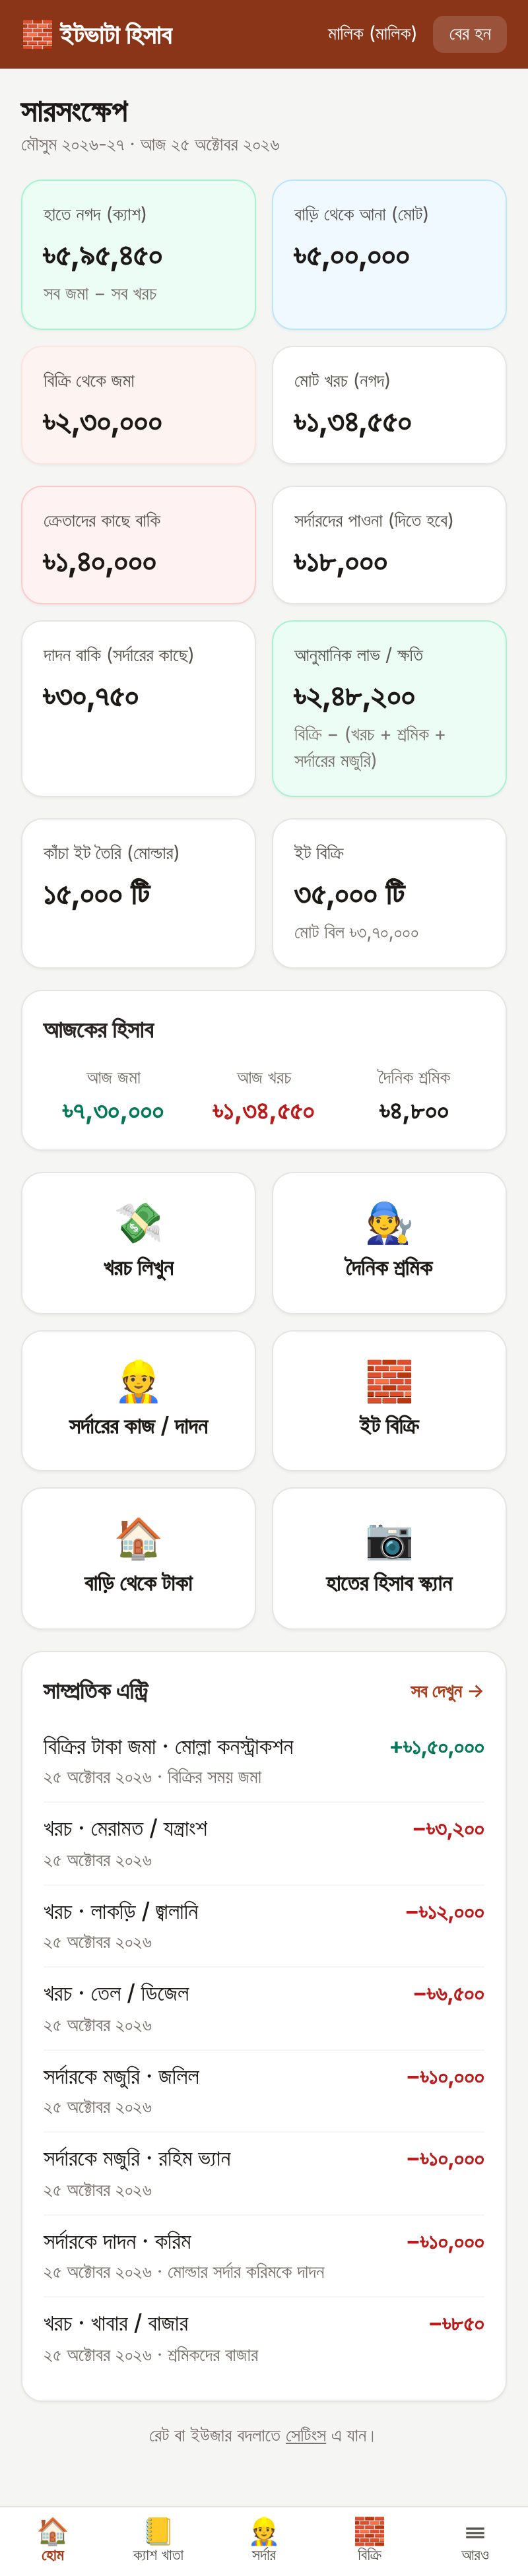 ইটভাটা হিসাব
মালিক (মালিক)
বের হন
সারসংক্ষেপ
মৌসুম ২০২৬-২৭ · আজ ২৫ অক্টোবর ২০২৬
হাতে নগদ (ক্যাশ)
৳৫,৯৫,৪৫০
সব জমা − সব খরচ
বাড়ি থেকে আনা (মোট)
৳৫,০০,০০০
বিক্রি থেকে জমা
৳২,৩০,০০০
মোট খরচ (নগদ)
৳১,৩৪,৫৫০
ক্রেতাদের কাছে বাকি
৳১,৪০,০০০
সর্দারদের পাওনা (দিতে হবে)
৳১৮,০০০
দাদন বাকি (সর্দারের কাছে)
৳৩০,৭৫০
আনুমানিক লাভ / ক্ষতি
৳২,৪৮,২০০
বিক্রি − (খরচ + শ্রমিক +
সর্দারের মজুরি)
কাঁচা ইট তৈরি (মোল্ডার)
১৫,০০০ টি
ইট বিক্রি
৩৫,০০০ টি
মোট বিল ৳৩,৭০,০০০
আজকের হিসাব
আজ জমা
৳৭,৩০,০০০
আজ খরচ
৳১,৩৪,৫৫০
দৈনিক শ্রমিক
৳৪,৮০০
খরচ লিখুন
দৈনিক শ্রমিক
সর্দারের কাজ / দাদন
ইট বিক্রি
বাড়ি থেকে টাকা
হাতের হিসাব স্ক্যান
সাম্প্রতিক এন্ট্রি
সব দেখুন →
বিক্রির টাকা জমা · মোল্লা কনস্ট্রাকশন
+৳১,৫০,০০০
২৫ অক্টোবর ২০২৬ · বিক্রির সময় জমা
খরচ · মেরামত / যন্ত্রাংশ
−৳৩,২০০
২৫ অক্টোবর ২০২৬
খরচ · লাকড়ি / জ্বালানি
−৳১২,০০০
২৫ অক্টোবর ২০২৬
খরচ · তেল / ডিজেল
−৳৬,৫০০
২৫ অক্টোবর ২০২৬
সর্দারকে মজুরি · জলিল
−৳১০,০০০
২৫ অক্টোবর ২০২৬
সর্দারকে মজুরি · রহিম ভ্যান
−৳১০,০০০
২৫ অক্টোবর ২০২৬
সর্দারকে দাদন · করিম
−৳১০,০০০
২৫ অক্টোবর ২০২৬ · মোল্ডার সর্দার করিমকে দাদন
খরচ · খাবার / বাজার
−৳৮৫০
২৫ অক্টোবর ২০২৬ · শ্রমিকদের বাজার
রেট বা ইউজার বদলাতে সেটিংস এ যান।
হোম
ক্যাশ খাতা
সর্দার
বিক্রি
আরও